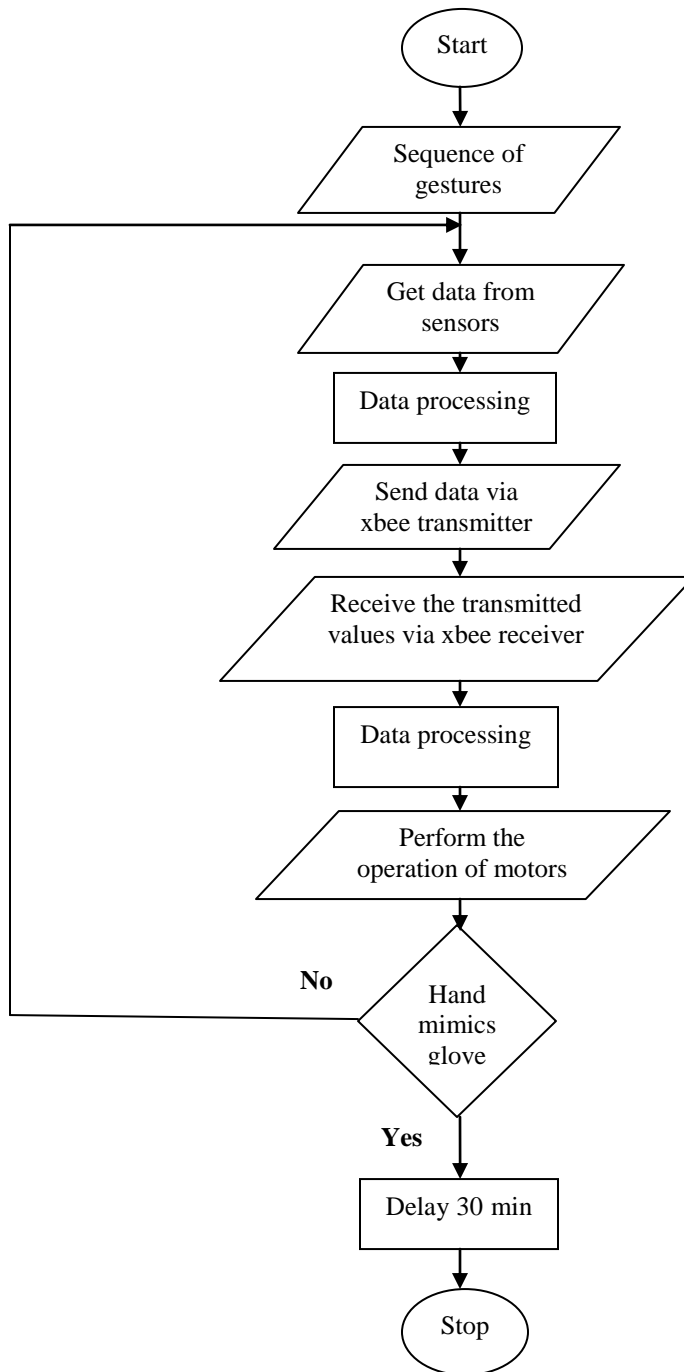 Start
Sequence of
gestures
Get data from
sensors
Data processing
Send data via
xbee transmitter
Receive the transmitted
values via xbee receiver
Data processing
Perform the
operation of motors
No
Hand
mimics
glove
Yes
Delay 30 min
Stop